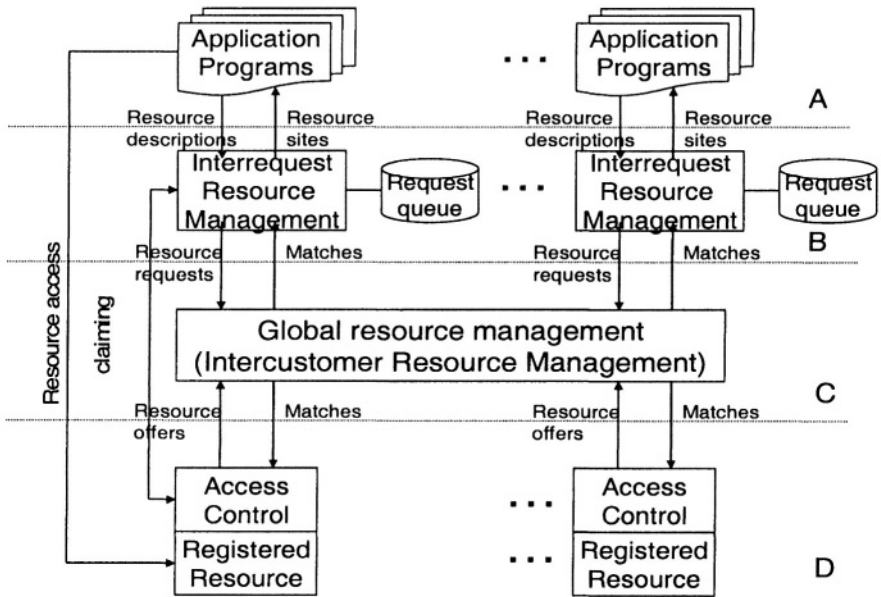 Application
Programs
...
Application
Programs
A
Resource
descriptions
Resource
sites
Resource
descriptions
Resource
sites
Interrequest
Resource
Management
Request
queue
...
Interrequest
Resource
Management
Request
queue
B
Resource
requests
Matches
Resource
requests
Matches
Resource access
claiming
Global resource management
(Intercustomer Resource Management)
C
Resource
offers
Matches
Resource
offers
Matches
Access
Control
...
Access
Control
Registered
Resource
...
Registered
Resource
D